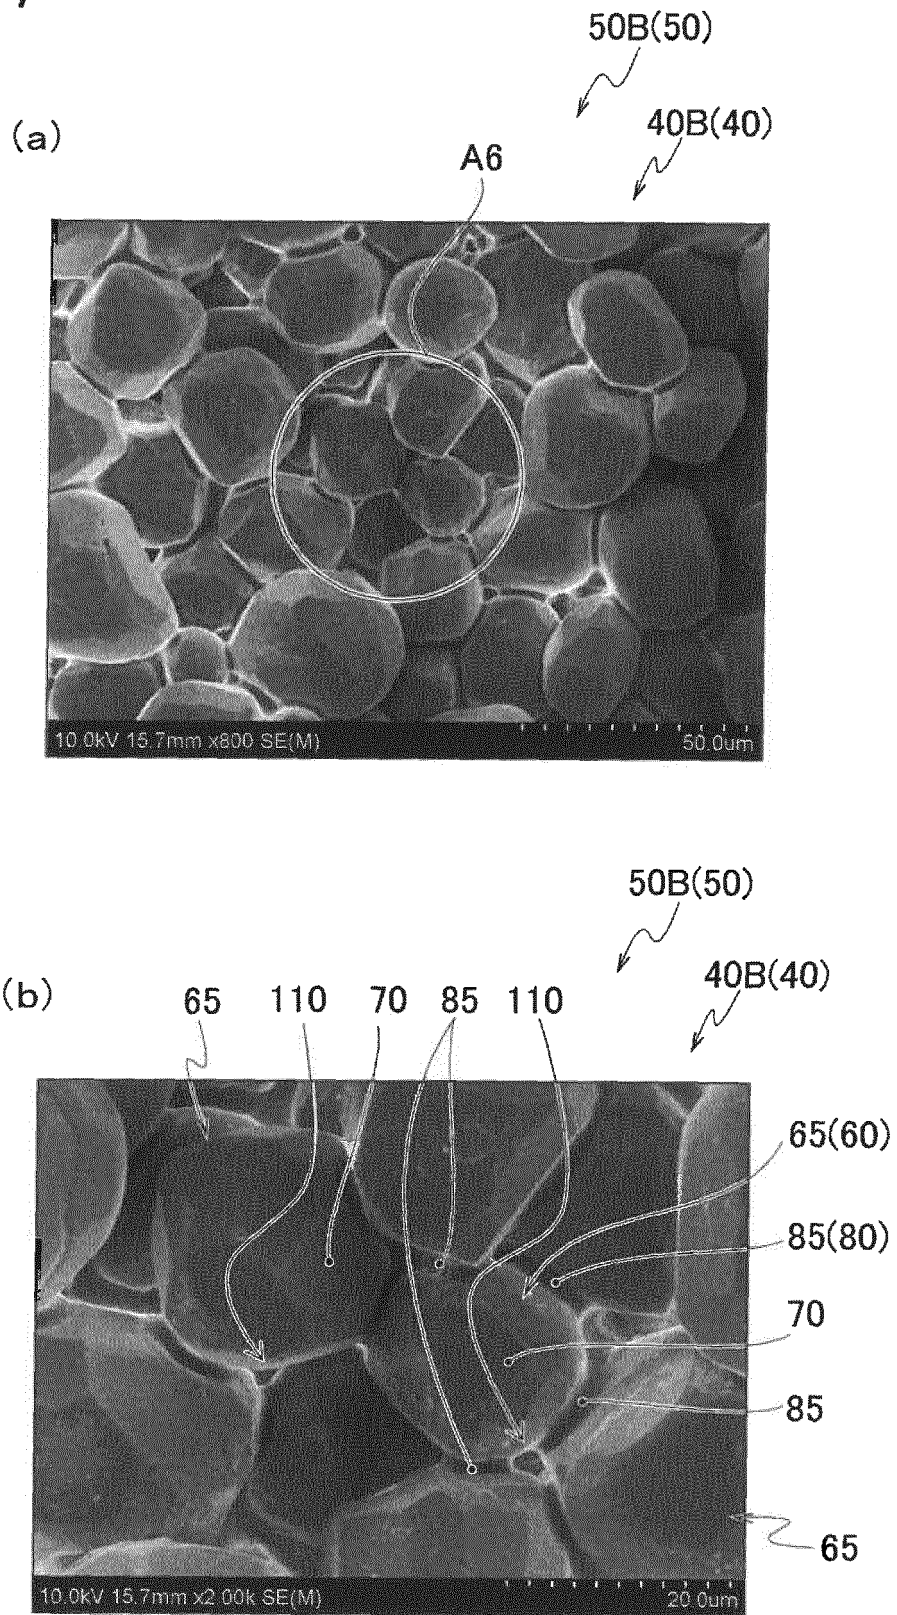 50B(50)
(a)
40B(40)
A6
10.0kV 15.7mm x800 SE(M)
50.0um
50B(50)
(b)
40B(40)
65 110 70 85 110
65(60)
85(80)
70
85
65
10.0kV 15.7mm x2.00k SE(M)
20.0um